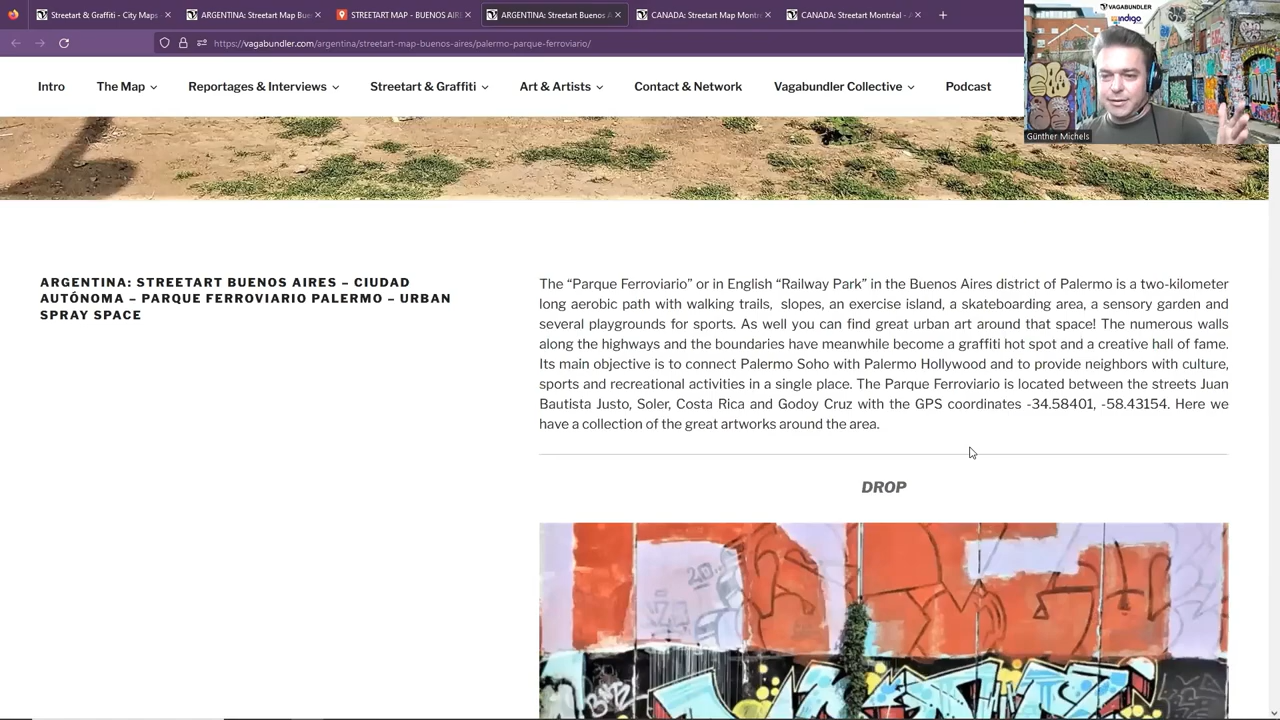 Streetart & Graffiti - City Maps
ARGENTINA: Streetart Map Bue
ARGENTINA: Streetart Buenos A
Streetart Map Mon
Streetart Montréal - A
https://vagabundler.com/argentina/streetart-map-buenos-aires/palermo-parque-ferroviario/
VAGABUNDLER
indigo
Günther Michels
Intro
The Map
Reportages & Interviews
Streetart & Graffiti
Art & Artists
Contact & Network
Vagabundler Collective
Podcast
ARGENTINA: STREETART BUENOS AIRES – CIUDAD
AUTÓNOMA – PARQUE FERROVIARIO PALERMO – URBAN
SPRAY SPACE
The “Parque Ferroviario” or in English “Railway Park” in the Buenos Aires district of Palermo is a two-kilometer
long aerobic path with walking trails, slopes, an exercise island, a skateboarding area, a sensory garden and
several playgrounds for sports. As well you can find great urban art around that space! The numerous walls
along the highways and the boundaries have meanwhile become a graffiti hot spot and a creative hall of fame.
Its main objective is to connect Palermo Soho with Palermo Hollywood and to provide neighbors with culture,
sports and recreational activities in a single place. The Parque Ferroviario is located between the streets Juan
Bautista Justo, Soler, Costa Rica and Godoy Cruz with the GPS coordinates -34.58401, -58.43154. Here we
have a collection of the great artworks around the area.
DROP